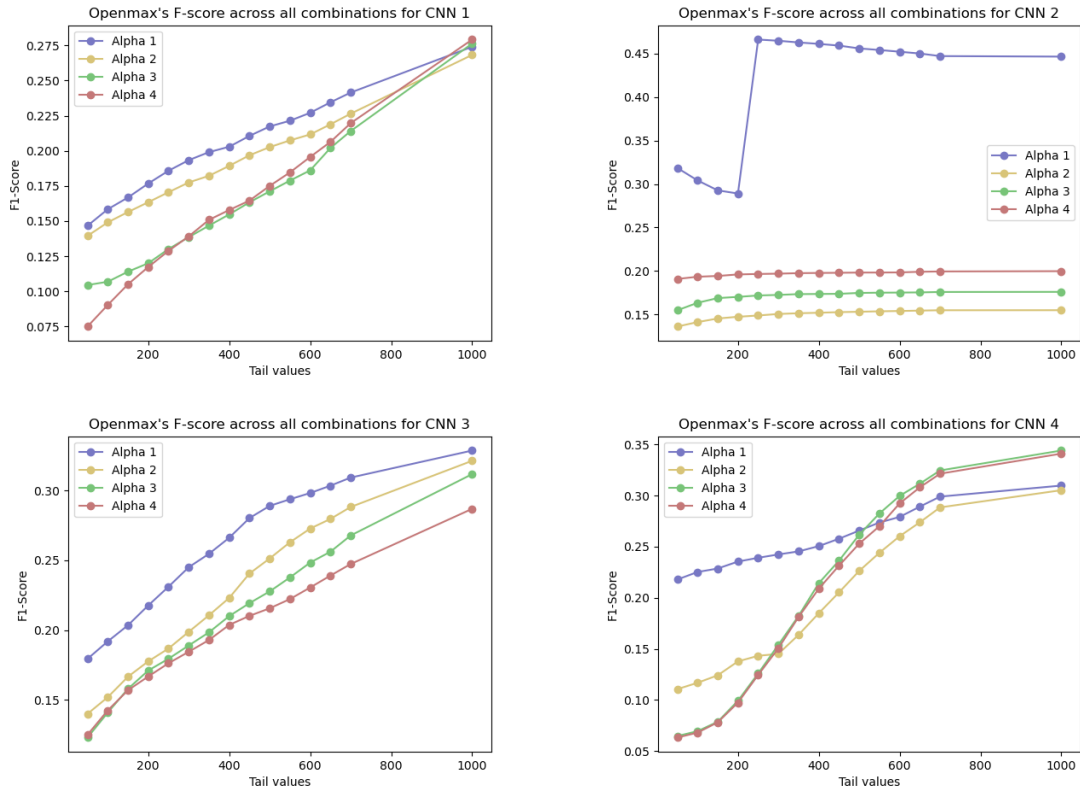 Openmax's F-score across all combinations for CNN 1
F1-Score
0.275
0.250
0.225
0.200
0.175
0.150
0.125
0.100
0.075
Alpha 1
Alpha 2
Alpha 3
Alpha 4
200
400
600
800
1000
Tail values
Openmax's F-score across all combinations for CNN 2
F1-Score
0.45
0.40
0.35
0.30
0.25
0.20
0.15
Alpha 1
Alpha 2
Alpha 3
Alpha 4
200
400
600
800
1000
Tail values
Openmax's F-score across all combinations for CNN 3
F1-Score
0.30
0.25
0.20
0.15
Alpha 1
Alpha 2
Alpha 3
Alpha 4
200
400
600
800
1000
Tail values
Openmax's F-score across all combinations for CNN 4
F1-Score
0.35
0.30
0.25
0.20
0.15
0.10
0.05
Alpha 1
Alpha 2
Alpha 3
Alpha 4
200
400
600
800
1000
Tail values